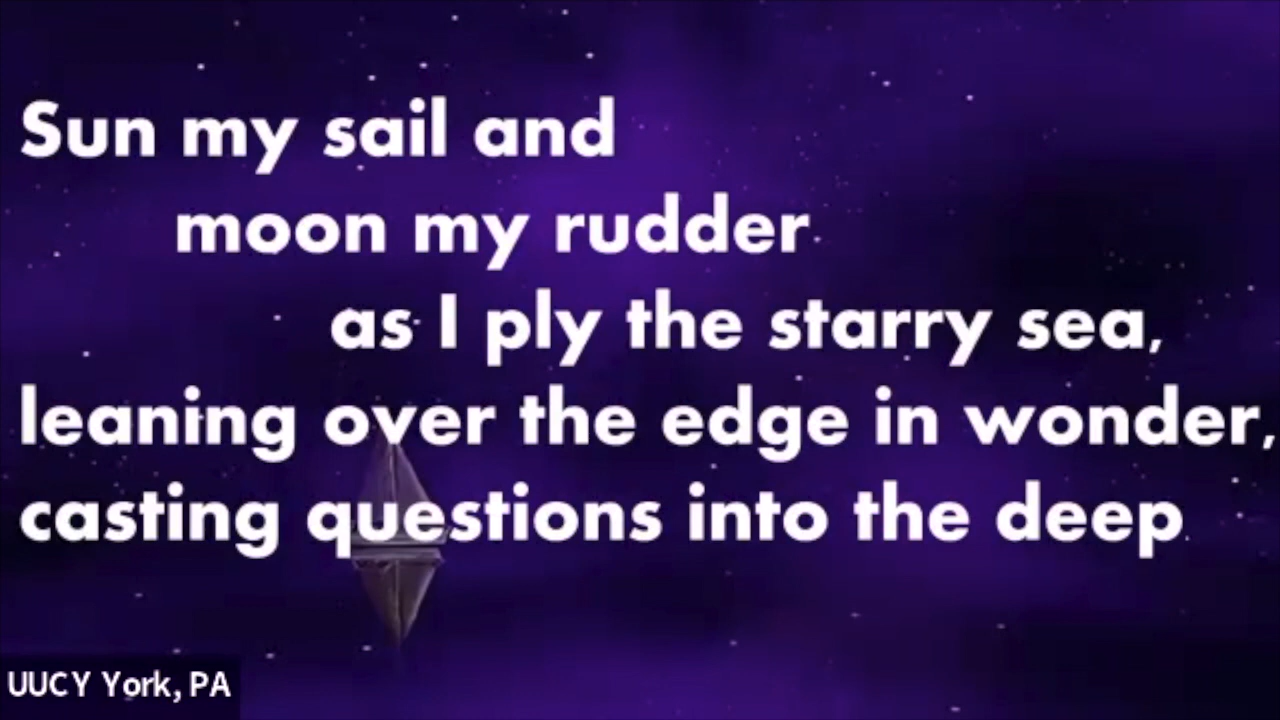 Sun my sail and
moon my rudder
as I ply the starry sea,
leaning over the edge in wonder,
casting questions into the deep.
UUCY York, PA